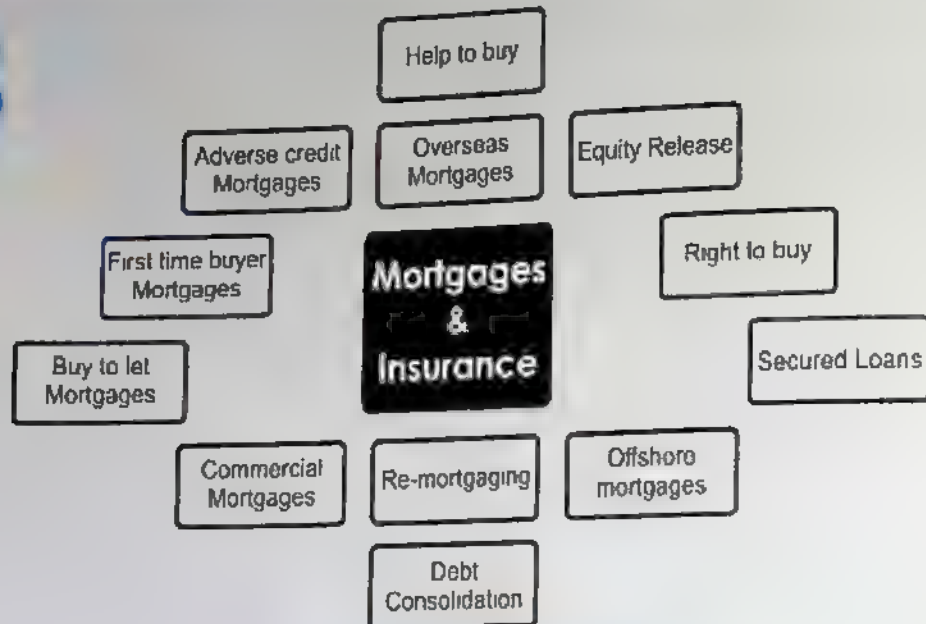 Help to buy
Adverse credit
Mortgages
Overseas
Mortgages
Equity Release
First time buyer
Mortgages
Mortgages
&
Insurance
Right to buy
Buy to let
Mortgages
Secured Loans
Commercial
Mortgages
Re-mortgaging
Offshore
mortgages
Debt
Consolidation